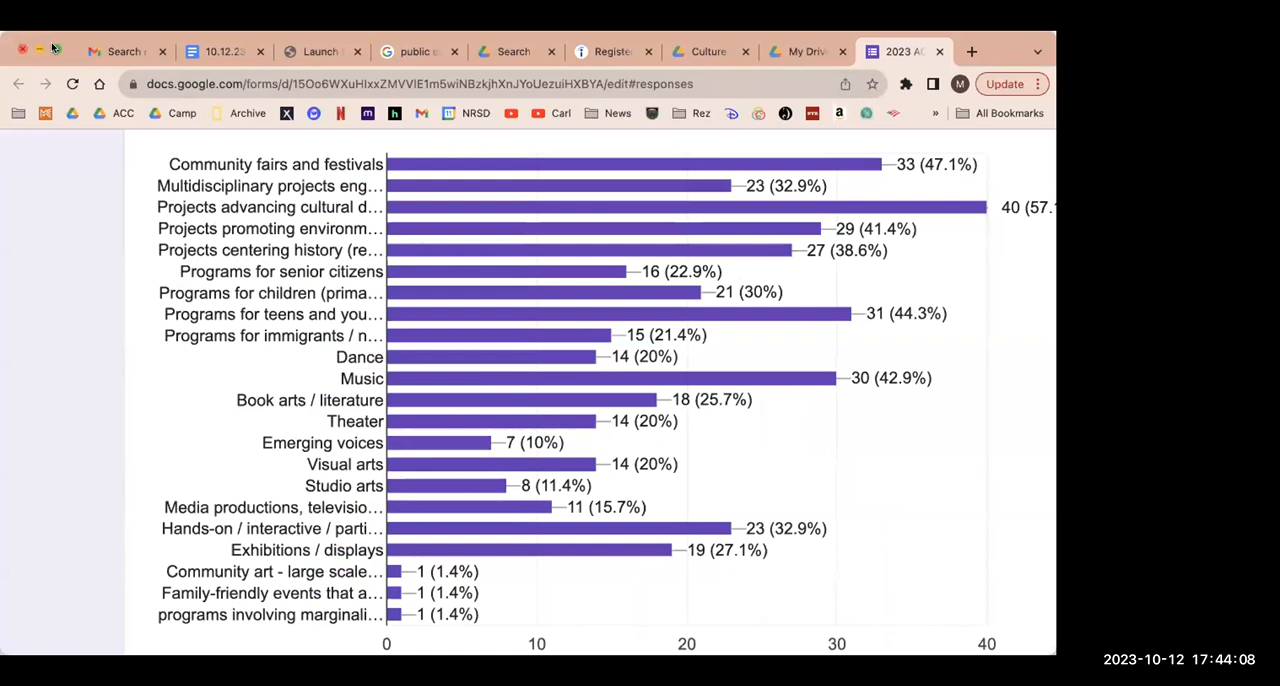 Search
10.12.23
Launch
public
Search
Registe
Culture
My Driv
2023 AC
docs.google.com/forms/d/15Oo6WXuHIxxZMVVlE1m5wiNBzkjhXnJYoUezuiHXBYA/edit#responses
M
Update
ACC
Camp
Archive
NRSD
Carl
News
Rez
»
All Bookmarks
Community fairs and festivals 33 (47.1%)
Multidisciplinary projects eng… 23 (32.9%)
Projects advancing cultural d… 40 (57.1
Projects promoting environm… 29 (41.4%)
Projects centering history (re… 27 (38.6%)
Programs for senior citizens 16 (22.9%)
Programs for children (prima… 21 (30%)
Programs for teens and you… 31 (44.3%)
Programs for immigrants / n… 15 (21.4%)
Dance 14 (20%)
Music 30 (42.9%)
Book arts / literature 18 (25.7%)
Theater 14 (20%)
Emerging voices 7 (10%)
Visual arts 14 (20%)
Studio arts 8 (11.4%)
Media productions, televisio… 11 (15.7%)
Hands-on / interactive / parti… 23 (32.9%)
Exhibitions / displays 19 (27.1%)
Community art - large scale… 1 (1.4%)
Family-friendly events that a… 1 (1.4%)
programs involving marginali… 1 (1.4%)
0 10 20 30 40
2023-10-12 17:44:08